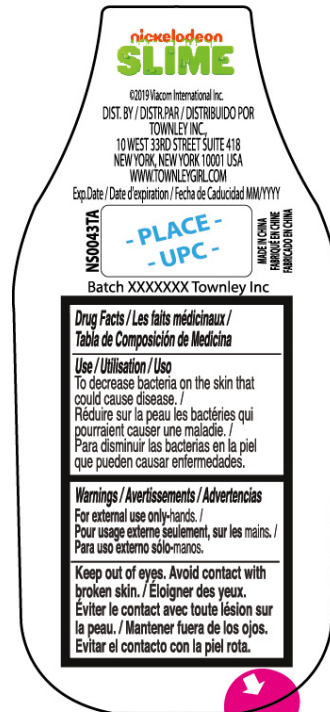 nickelodeon
SLIME
©2019 Viacom International Inc.
DIST. BY / DISTR.PAR / DISTRIBUIDO POR
TOWNLEY INC,
10 WEST 33RD STREET SUITE 418
NEW YORK, NEW YORK 10001 USA
WWW.TOWNLEYGIRL.COM
Exp.Date / Date d'expiration / Fecha de Caducidad MM/YYYY
NS0043TA
- PLACE -
- UPC -
MADE IN CHINA
FABRIQUÉ EN CHINE
FABRICADO EN CHINA
Batch XXXXXXX Townley Inc
Drug Facts / Les faits médicinaux /
Tabla de Composición de Medicina
Use / Utilisation / Uso
To decrease bacteria on the skin that
could cause disease. /
Réduire sur la peau les bactéries qui
pourraient causer une maladie. /
Para disminuir las bacterias en la piel
que pueden causar enfermedades.
Warnings / Avertissements / Advertencias
For external use only-hands. /
Pour usage externe seulement, sur les mains. /
Para uso externo sólo-manos.
Keep out of eyes. Avoid contact with
broken skin. / Éloigner des yeux.
Éviter le contact avec toute lésion sur
la peau. / Mantener fuera de los ojos.
Evitar el contacto con la piel rota.